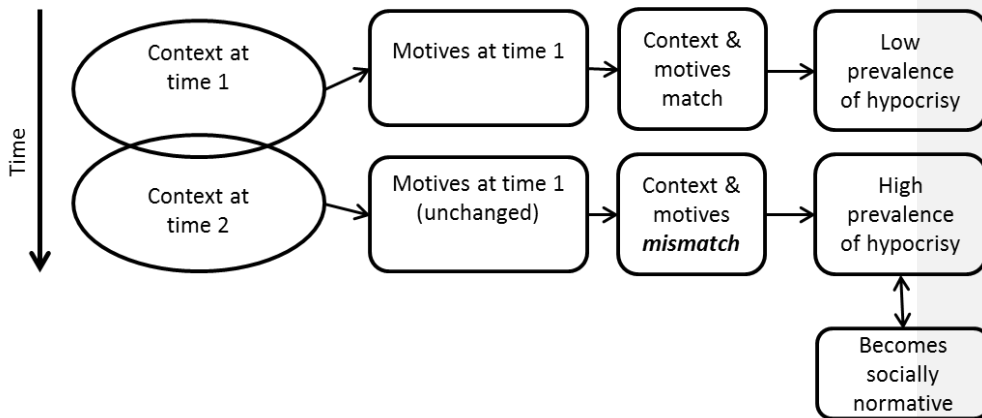 Time
Context at
time 1
Motives at time 1
Context &
motives
match
Low
prevalence
of hypocrisy
Context at
time 2
Motives at time 1
(unchanged)
Context &
motives
mismatch
High
prevalence
of hypocrisy
Becomes
socially
normative